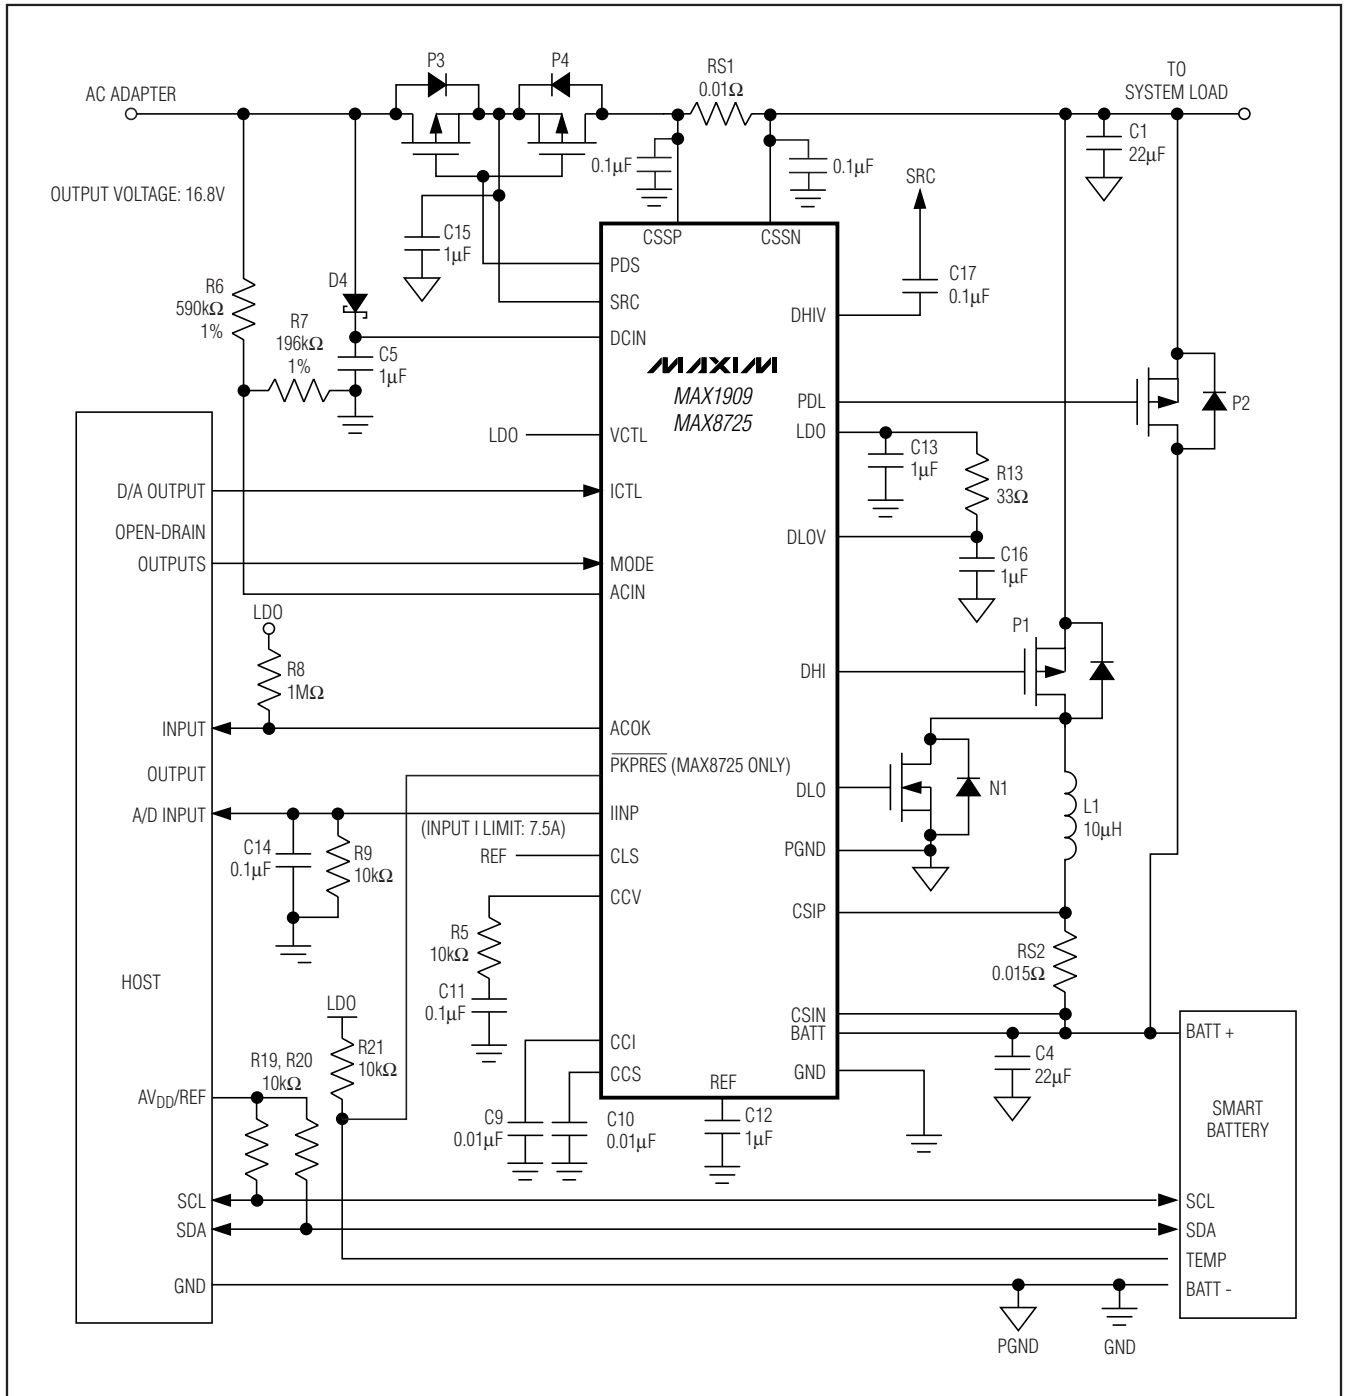 P3
P4
RS1
0.01Ω
TO
SYSTEM LOAD
AC ADAPTER
C1
22µF
0.1µF
0.1µF
OUTPUT VOLTAGE: 16.8V
SRC
C15
1µF
CSSP
CSSN
PDS
C17
0.1µF
D4
R6
590kΩ
1%
SRC
DHIV
R7
196kΩ
1%
DCIN
C5
1µF
MAXIM
MAX1909
MAX8725
PDL
P2
LDO
VCTL
LDO
C13
1µF
R13
33Ω
D/A OUTPUT
ICTL
OPEN-DRAIN
OUTPUTS
DLOV
C16
1µF
MODE
ACIN
LDO
P1
R8
1MΩ
DHI
INPUT
ACOK
OUTPUT
PKPRES (MAX8725 ONLY)
DLO
N1
A/D INPUT
IINP
L1
10µH
(INPUT I LIMIT: 7.5A)
C14
0.1µF
R9
10kΩ
REF
CLS
PGND
CCV
CSIP
R5
10kΩ
RS2
0.015Ω
HOST
C11
0.1µF
LDO
CSIN
BATT
BATT +
R21
10kΩ
CCI
C4
22µF
R19, R20
10kΩ
CCS
REF
GND
AVDD/REF
C9
0.01µF
C10
0.01µF
C12
1µF
SMART
BATTERY
SCL
SCL
SDA
SDA
TEMP
GND
BATT -
PGND
GND